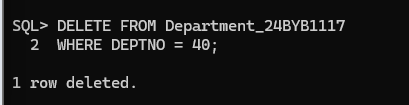 SQL> DELETE FROM Department_24BYB1117
2 WHERE DEPTNO = 40;
1 row deleted.